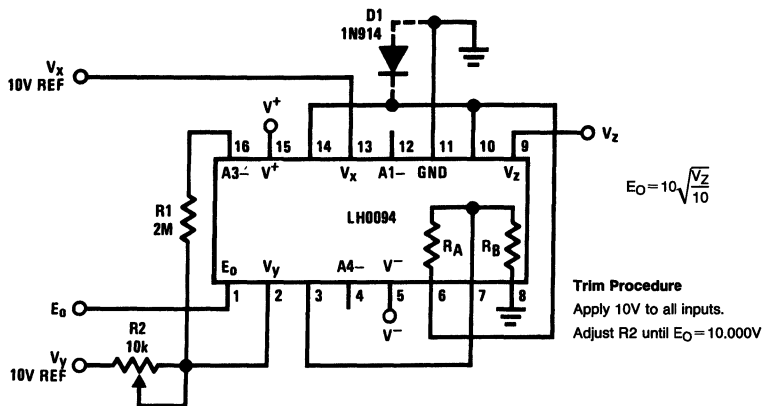 D1
1N914
Vx
10V REF
V+
Vz
16 15 14 13 12 11 10 9
A3– V+ Vx A1– GND Vz
LH0094
R1
2M
RA RB
Eo Vy A4– V–
1 2 3 4 5 6 7 8
Eo
R2
10k
Vy
10V REF
V–
EO=10√VZ/10
Trim Procedure
Apply 10V to all inputs.
Adjust R2 until EO=10.000V